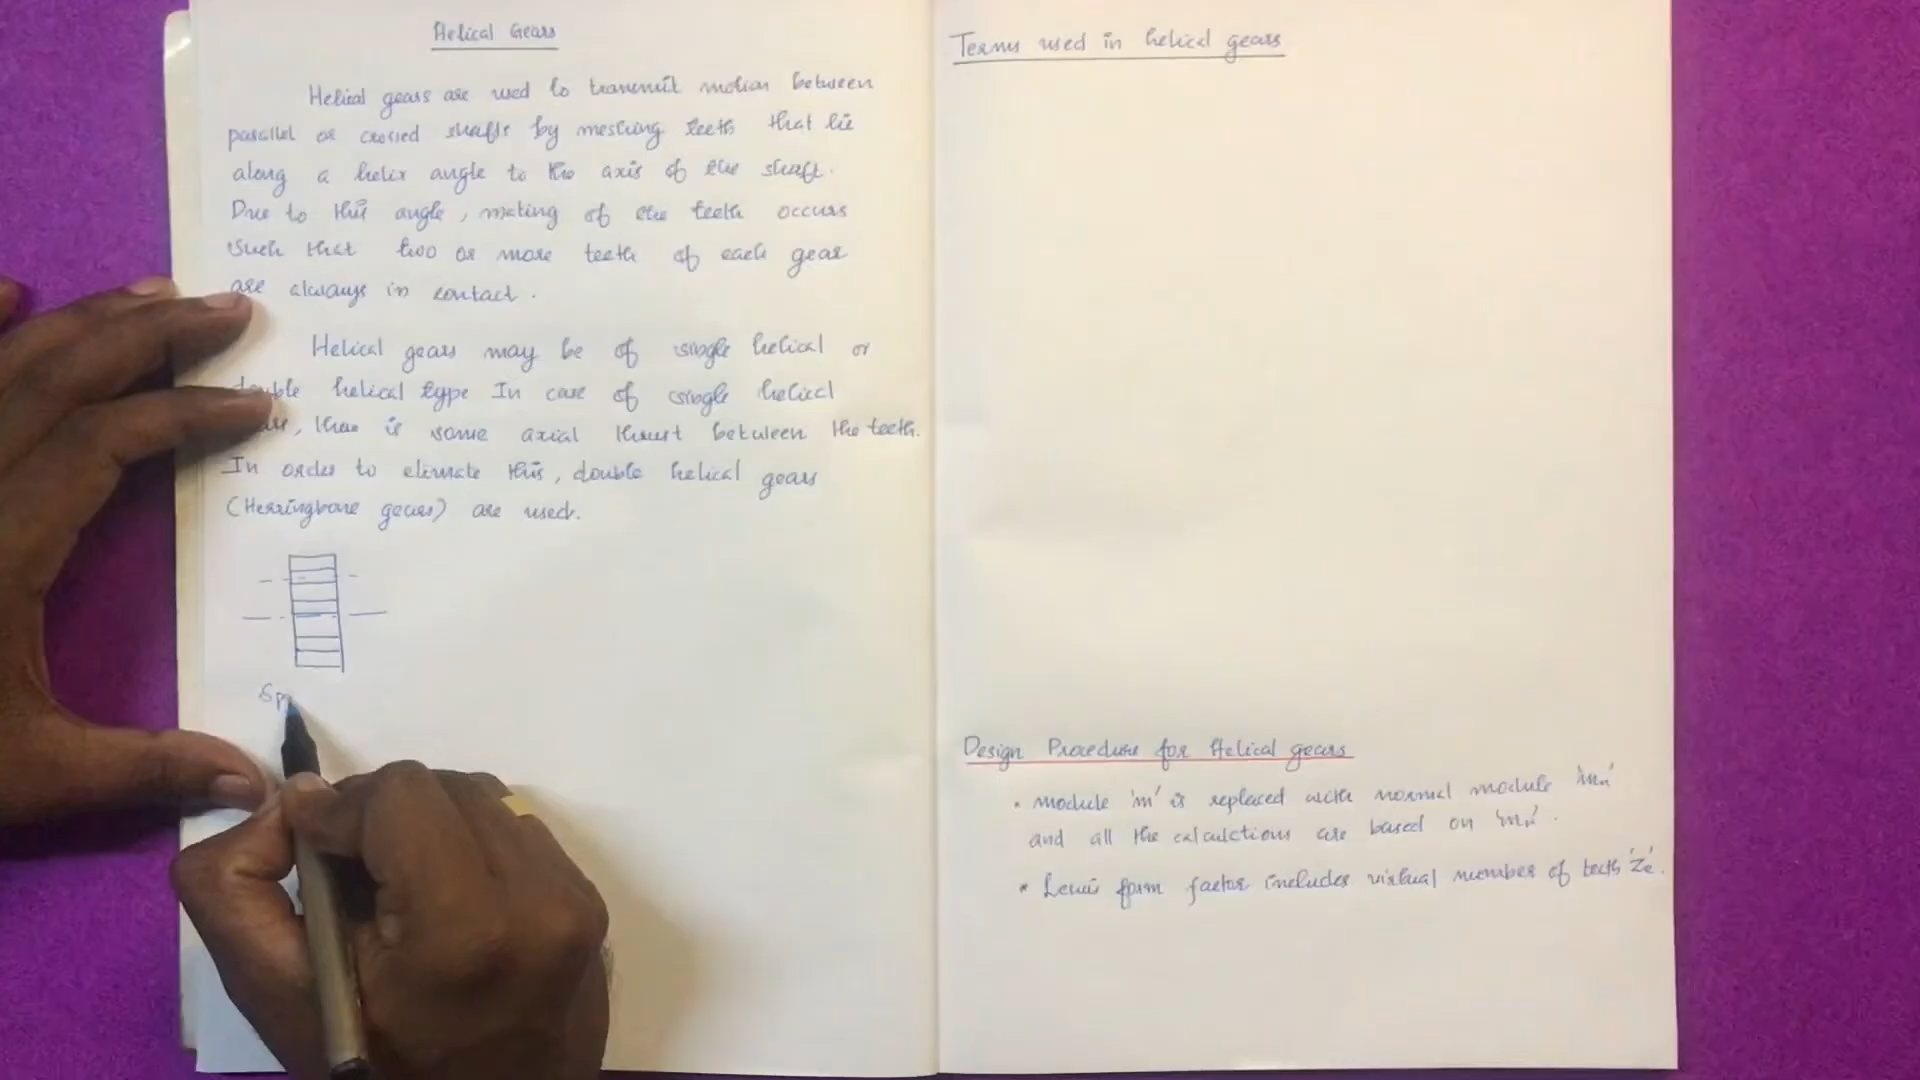 Helical Gears
Helical gears are used to transmit motion between
parallel or crossed shafts by meshing teeth that lie
along a helix angle to the axis of the shaft.
Due to this angle, mating of the teeth occurs
such that two or more teeth of each gear
are always in contact.
Helical gears may be of single helical or
double helical type In case of single helical
there is some axial thrust between the teeth.
In order to elimate this, double helical gears
(Herringbone gears) are used.
Sp
Terms used in helical gears
Design Procedure for Helical gears
• Module 'm' is replaced with normal module 'mn'
and all the calculations are based on 'mn'.
• Lewis form factor includes virtual number of teeth 'Ze'.